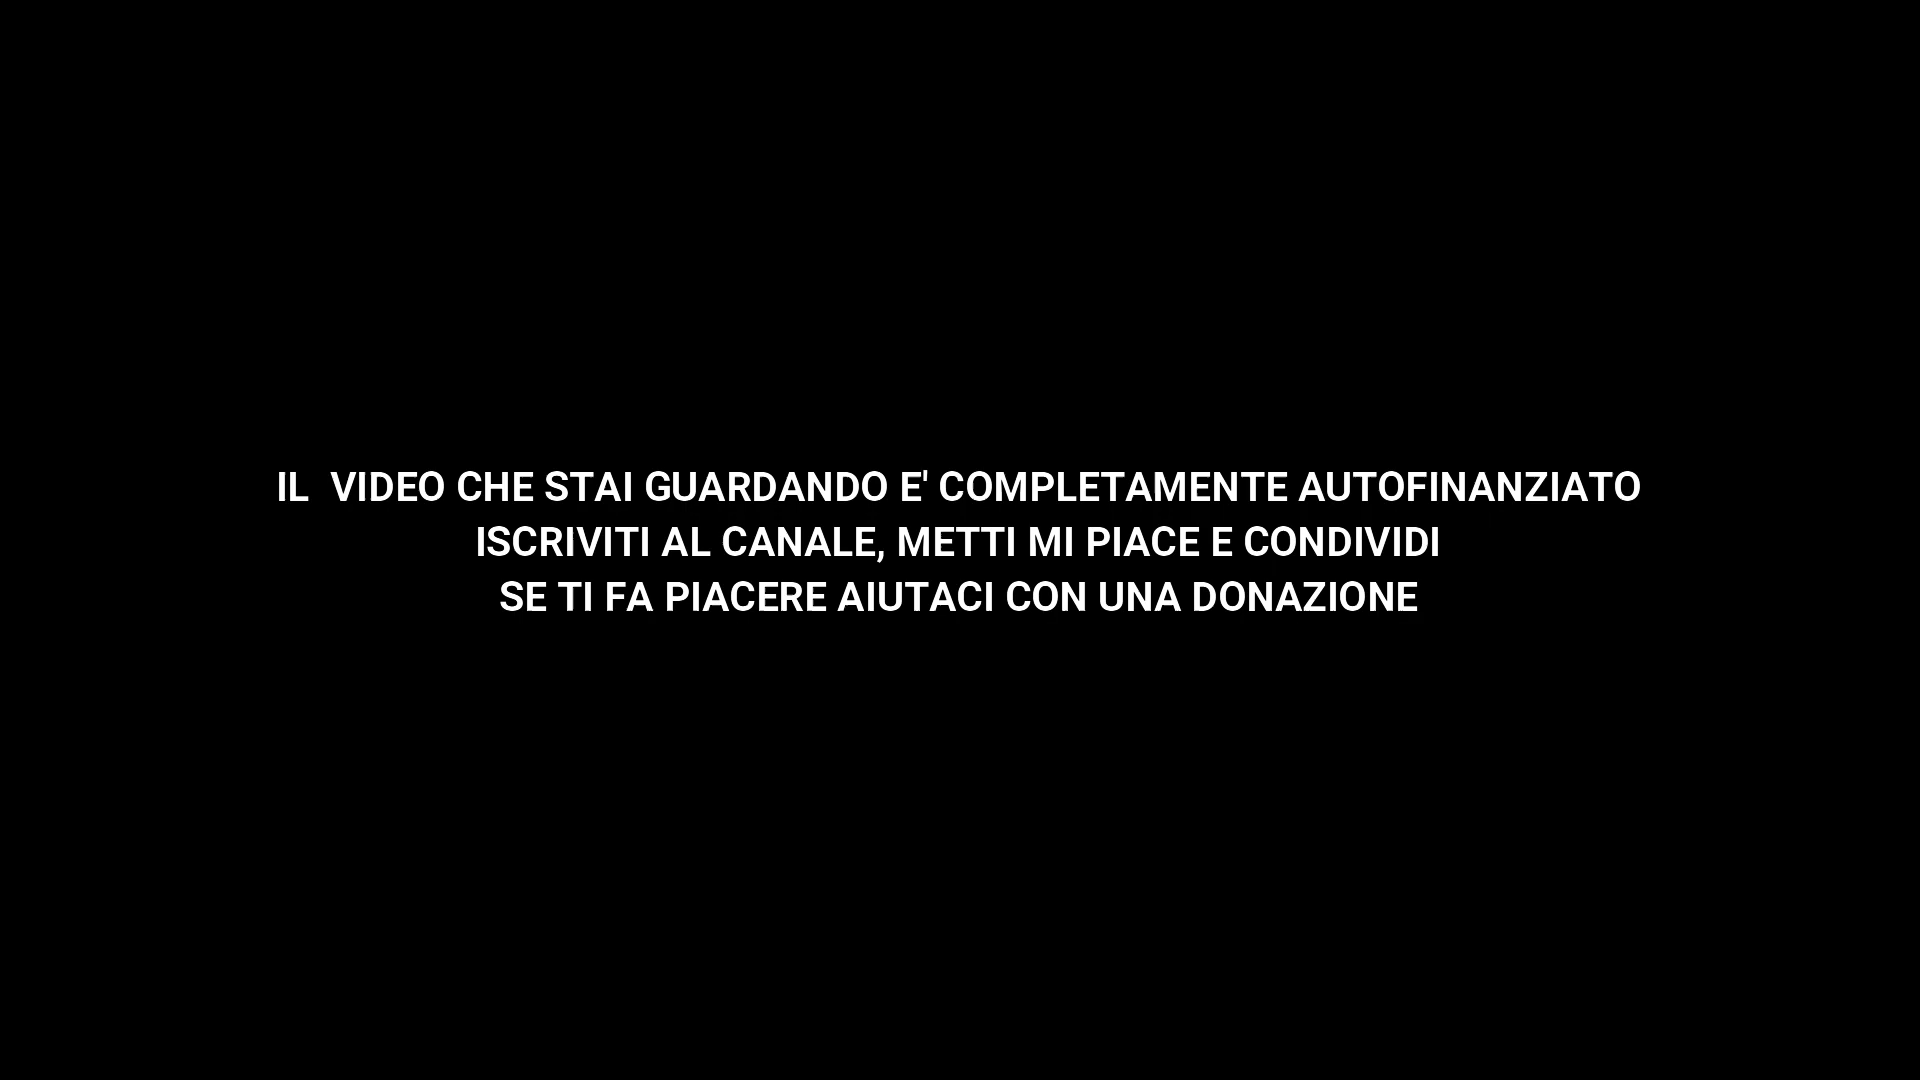 IL  VIDEO CHE STAI GUARDANDO E' COMPLETAMENTE AUTOFINANZIATO
ISCRIVITI AL CANALE, METTI MI PIACE E CONDIVIDI
SE TI FA PIACERE AIUTACI CON UNA DONAZIONE